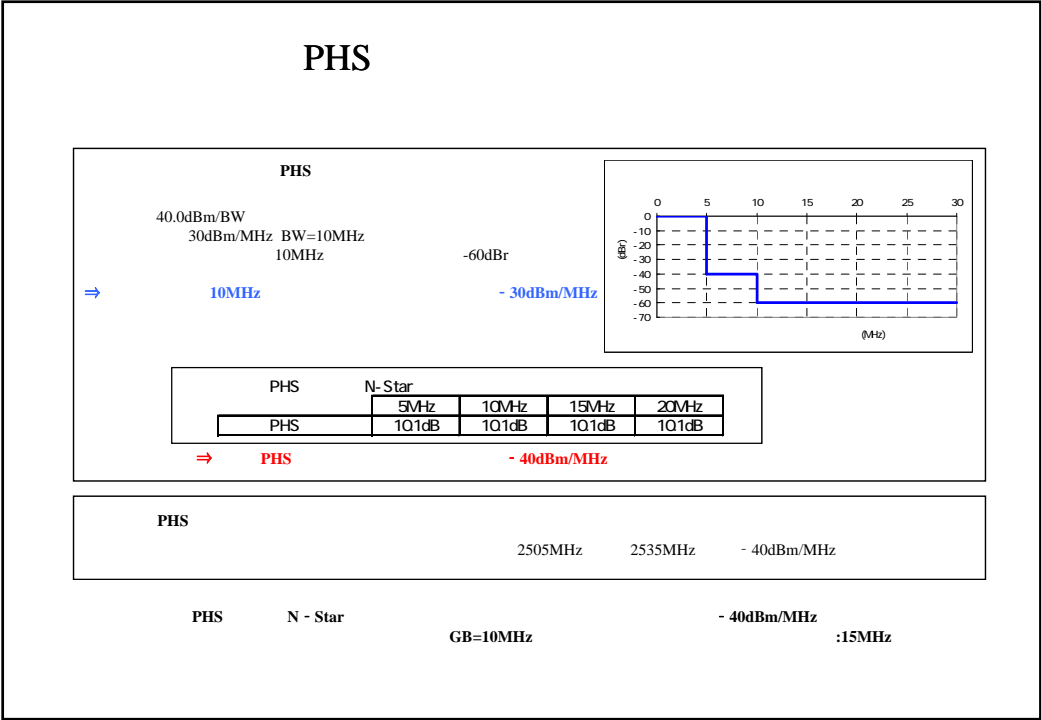 PHS
PHS
40.0dBm/BW
30dBm/MHz BW=10MHz
10MHz -60dBr
⇒ 10MHz - 30dBm/MHz
0 5 10 15 20 25 30
0
-10
-20
-30
-40
-50
-60
-70
(dBr)
(MHz)
PHS N-Star
5MHz 10MHz 15MHz 20MHz
PHS 10.1dB 10.1dB 10.1dB 10.1dB
⇒ PHS - 40dBm/MHz
PHS
2505MHz 2535MHz - 40dBm/MHz
PHS N - Star - 40dBm/MHz
GB=10MHz :15MHz